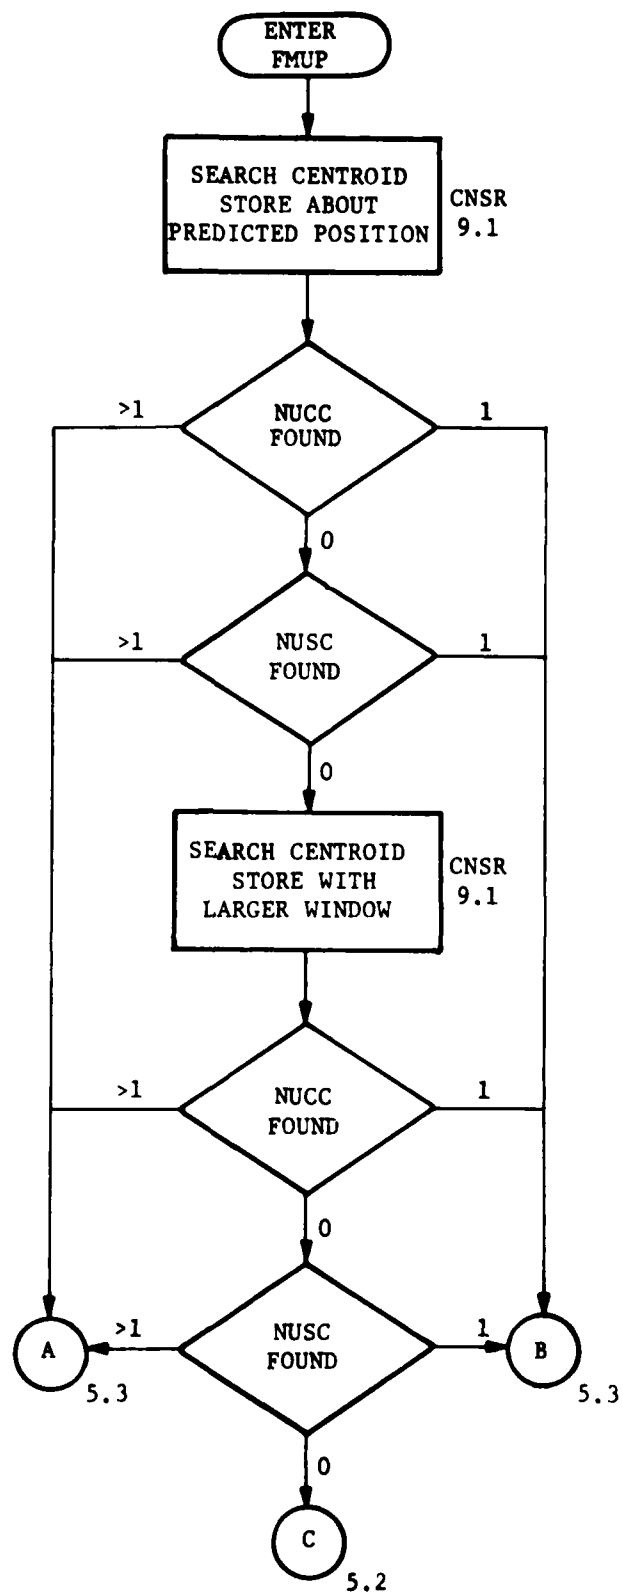 ENTER
FMUP
SEARCH CENTROID
STORE ABOUT
PREDICTED POSITION
CNSR
9.1
>1
NUCC
FOUND
1
0
>1
NUSC
FOUND
1
0
SEARCH CENTROID
STORE WITH
LARGER WINDOW
CNSR
9.1
>1
NUCC
FOUND
1
0
A
>1
NUSC
FOUND
1
B
5.3
5.3
0
C
5.2